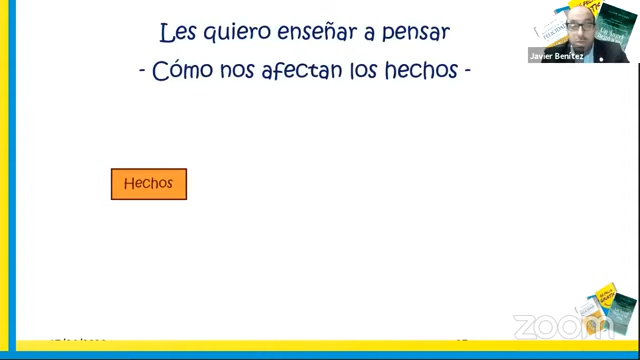 Les quiero enseñar a pensar
- Cómo nos afectan los hechos -
Javier Benítez
Hechos
zoom